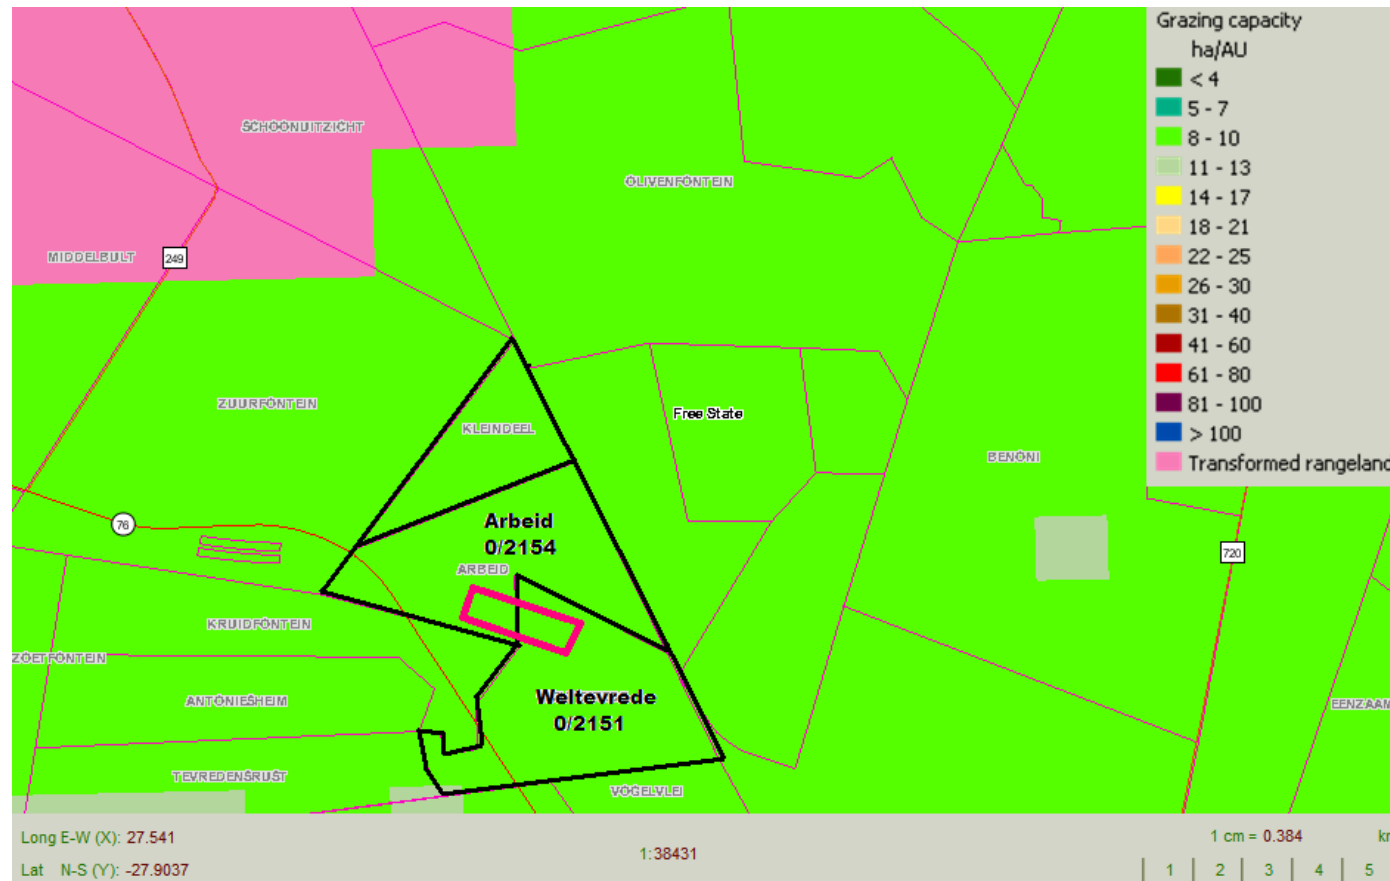 Grazing capacity
ha/AU
< 4
5 - 7
8 - 10
11 - 13
14 - 17
18 - 21
22 - 25
26 - 30
31 - 40
41 - 60
61 - 80
81 - 100
> 100
Transformed rangeland
SCHOONUITZICHT
OLIVENFONTEIN
MIDDELBULT
249
ZUURFONTEIN
Free State
KLEINDEEL
BENONI
76
Arbeid
0/2154
720
ARBEID
KRUIDFONTEIN
ZOETFONTEIN
ANTONIESHEIM
Weltevrede
0/2151
EENZAAM
TEVREDENSRUST
VOGELVLEI
Long E-W (X): 27.541
1:38431
1 cm = 0.384 km
Lat N-S (Y): -27.9037
1 2 3 4 5